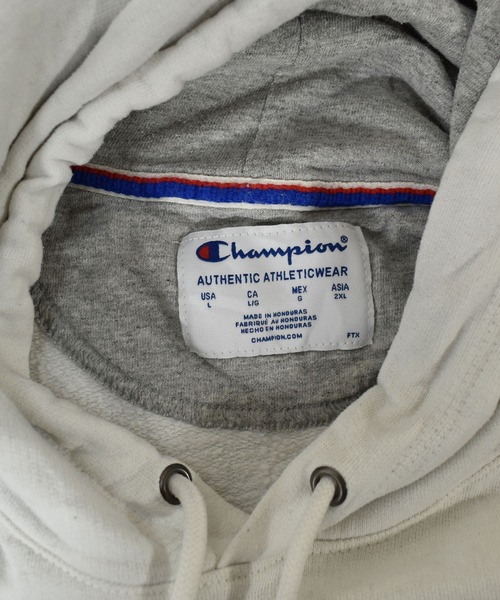 Champion®
AUTHENTIC ATHLETICWEAR
USA CA MEX ASIA
L L/G G 2XL
MADE IN HONDURAS
FABRIQUÉ AU HONDURAS
HECHO EN HONDURAS
CHAMPION.COM
FTX